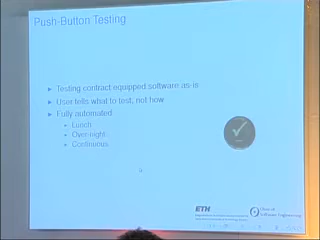 Push-Button Testing
Testing contract equipped software as-is
User tells what to test, not how
Fully automated
Lunch
Over-night
Continuous
ETH
Chair of
Software Engineering